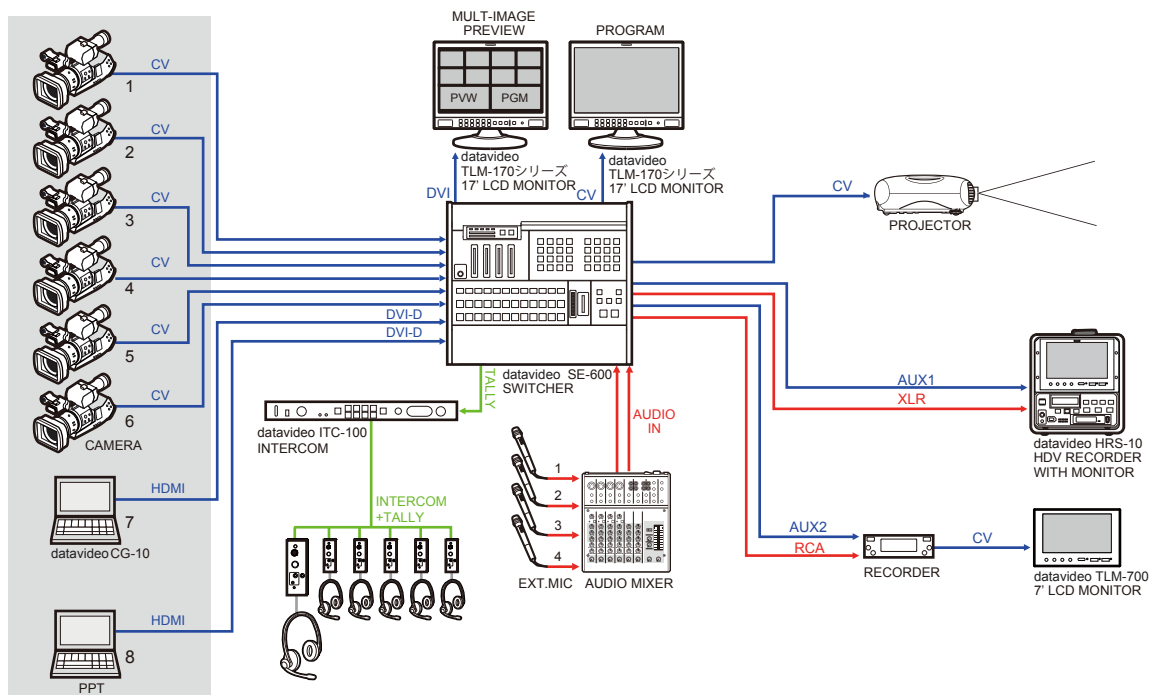 MULT-IMAGE
PREVIEW
PROGRAM
CV
1
CV
2
CV
3
CV
4
CV
5
CV
6
CAMERA
HDMI
7
datavideo CG-10
HDMI
8
PPT
DVI-D
DVI-D
PVW
PGM
datavideo
TLM-170シリーズ
17' LCD MONITOR
DVI
datavideo
TLM-170シリーズ
17' LCD MONITOR
CV
datavideo SE-600
SWITCHER
TALLY
datavideo ITC-100
INTERCOM
INTERCOM
+TALLY
AUDIO
IN
1
2
3
4
EXT.MIC
AUDIO MIXER
CV
PROJECTOR
AUX1
XLR
datavideo HRS-10
HDV RECORDER
WITH MONITOR
AUX2
RCA
RECORDER
CV
datavideo TLM-700
7' LCD MONITOR